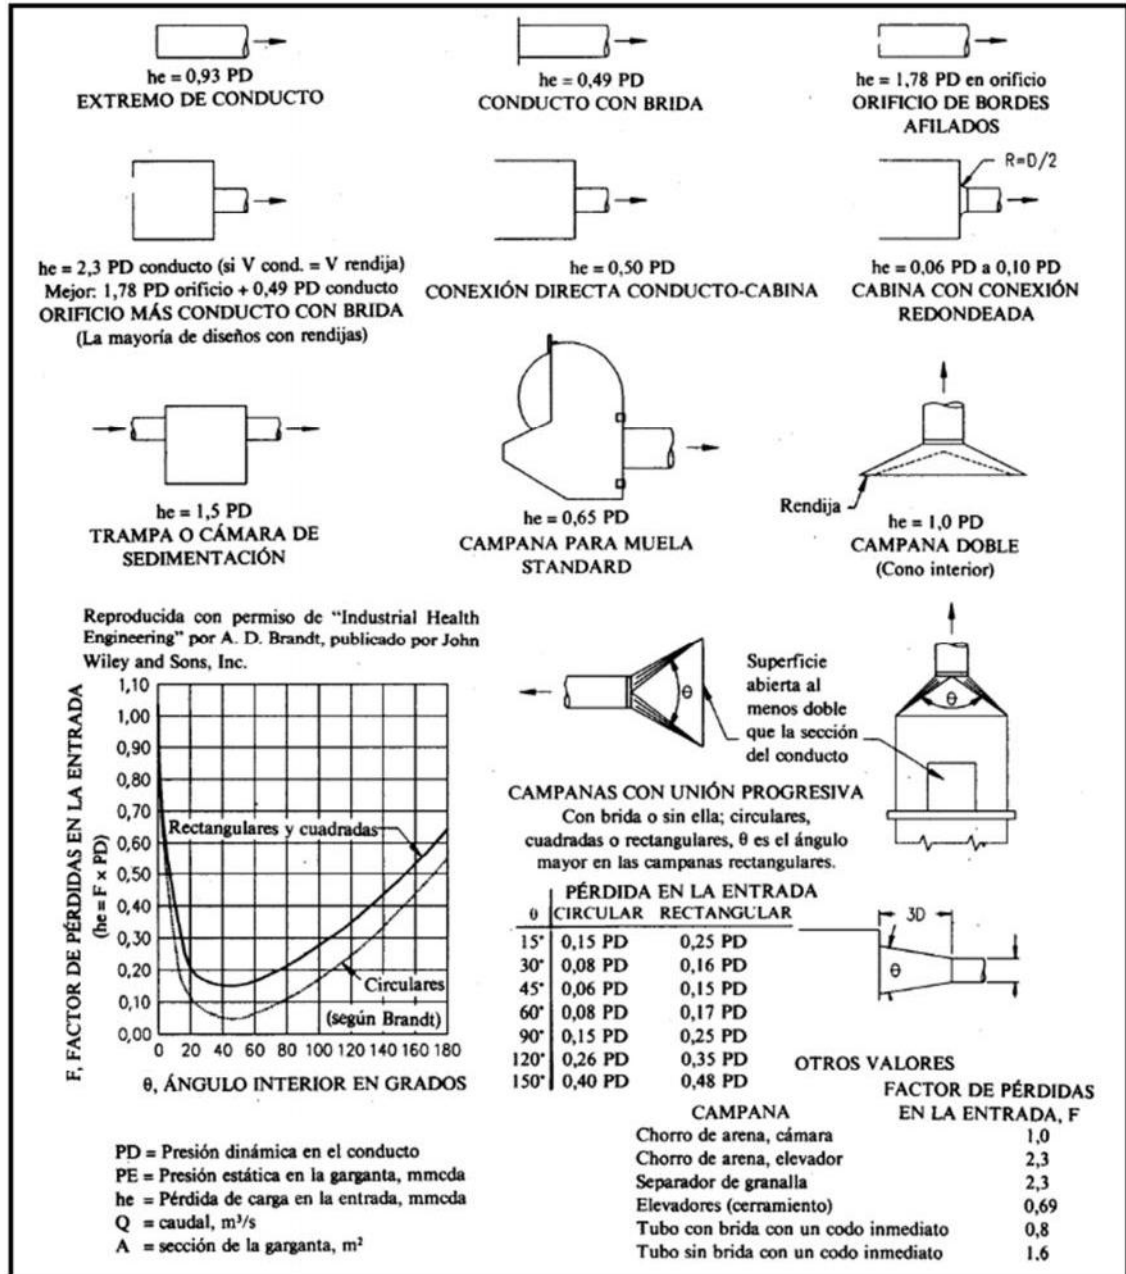 he = 0,93 PD
EXTREMO DE CONDUCTO
he = 0,49 PD
CONDUCTO CON BRIDA
he = 1,78 PD en orificio
ORIFICIO DE BORDES
AFILADOS
he = 2,3 PD conducto (si V cond. = V rendija)
Mejor: 1,78 PD orificio + 0,49 PD conducto
ORIFICIO MÁS CONDUCTO CON BRIDA
(La mayoría de diseños con rendijas)
he = 0,50 PD
CONEXIÓN DIRECTA CONDUCTO-CABINA
R=D/2
he = 0,06 PD a 0,10 PD
CABINA CON CONEXIÓN
REDONDEADA
he = 1,5 PD
TRAMPA O CÁMARA DE
SEDIMENTACIÓN
he = 0,65 PD
CAMPANA PARA MUELA
STANDARD
Rendija
he = 1,0 PD
CAMPANA DOBLE
(Cono interior)
Reproducida con permiso de “Industrial Health
Engineering” por A. D. Brandt, publicado por John
Wiley and Sons, Inc.
F, FACTOR DE PÉRDIDAS EN LA ENTRADA
(he = F x PD)
1,10
1,00
0,90
0,80
0,70
0,60
0,50
0,40
0,30
0,20
0,10
0,00
Rectangulares y cuadradas
Circulares
(según Brandt)
0 20 40 60 80 100 120 140 160 180
θ, ÁNGULO INTERIOR EN GRADOS
θ
Superficie
abierta al
menos doble
que la sección
del conducto
θ
CAMPANAS CON UNIÓN PROGRESIVA
Con brida o sin ella; circulares,
cuadradas o rectangulares, θ es el ángulo
mayor en las campanas rectangulares.
PÉRDIDA EN LA ENTRADA
θ CIRCULAR RECTANGULAR
15° 0,15 PD 0,25 PD
30° 0,08 PD 0,16 PD
45° 0,06 PD 0,15 PD
60° 0,08 PD 0,17 PD
90° 0,15 PD 0,25 PD
120° 0,26 PD 0,35 PD
150° 0,40 PD 0,48 PD
3D
θ
OTROS VALORES
CAMPANA
FACTOR DE PÉRDIDAS
EN LA ENTRADA, F
Chorro de arena, cámara 1,0
Chorro de arena, elevador 2,3
Separador de granalla 2,3
Elevadores (cerramiento) 0,69
Tubo con brida con un codo inmediato 0,8
Tubo sin brida con un codo inmediato 1.6
PD = Presión dinámica en el conducto
PE = Presión estática en la garganta, mmcda
he = Pérdida de carga en la entrada, mmcda
Q = caudal, m³/s
A = sección de la garganta, m²